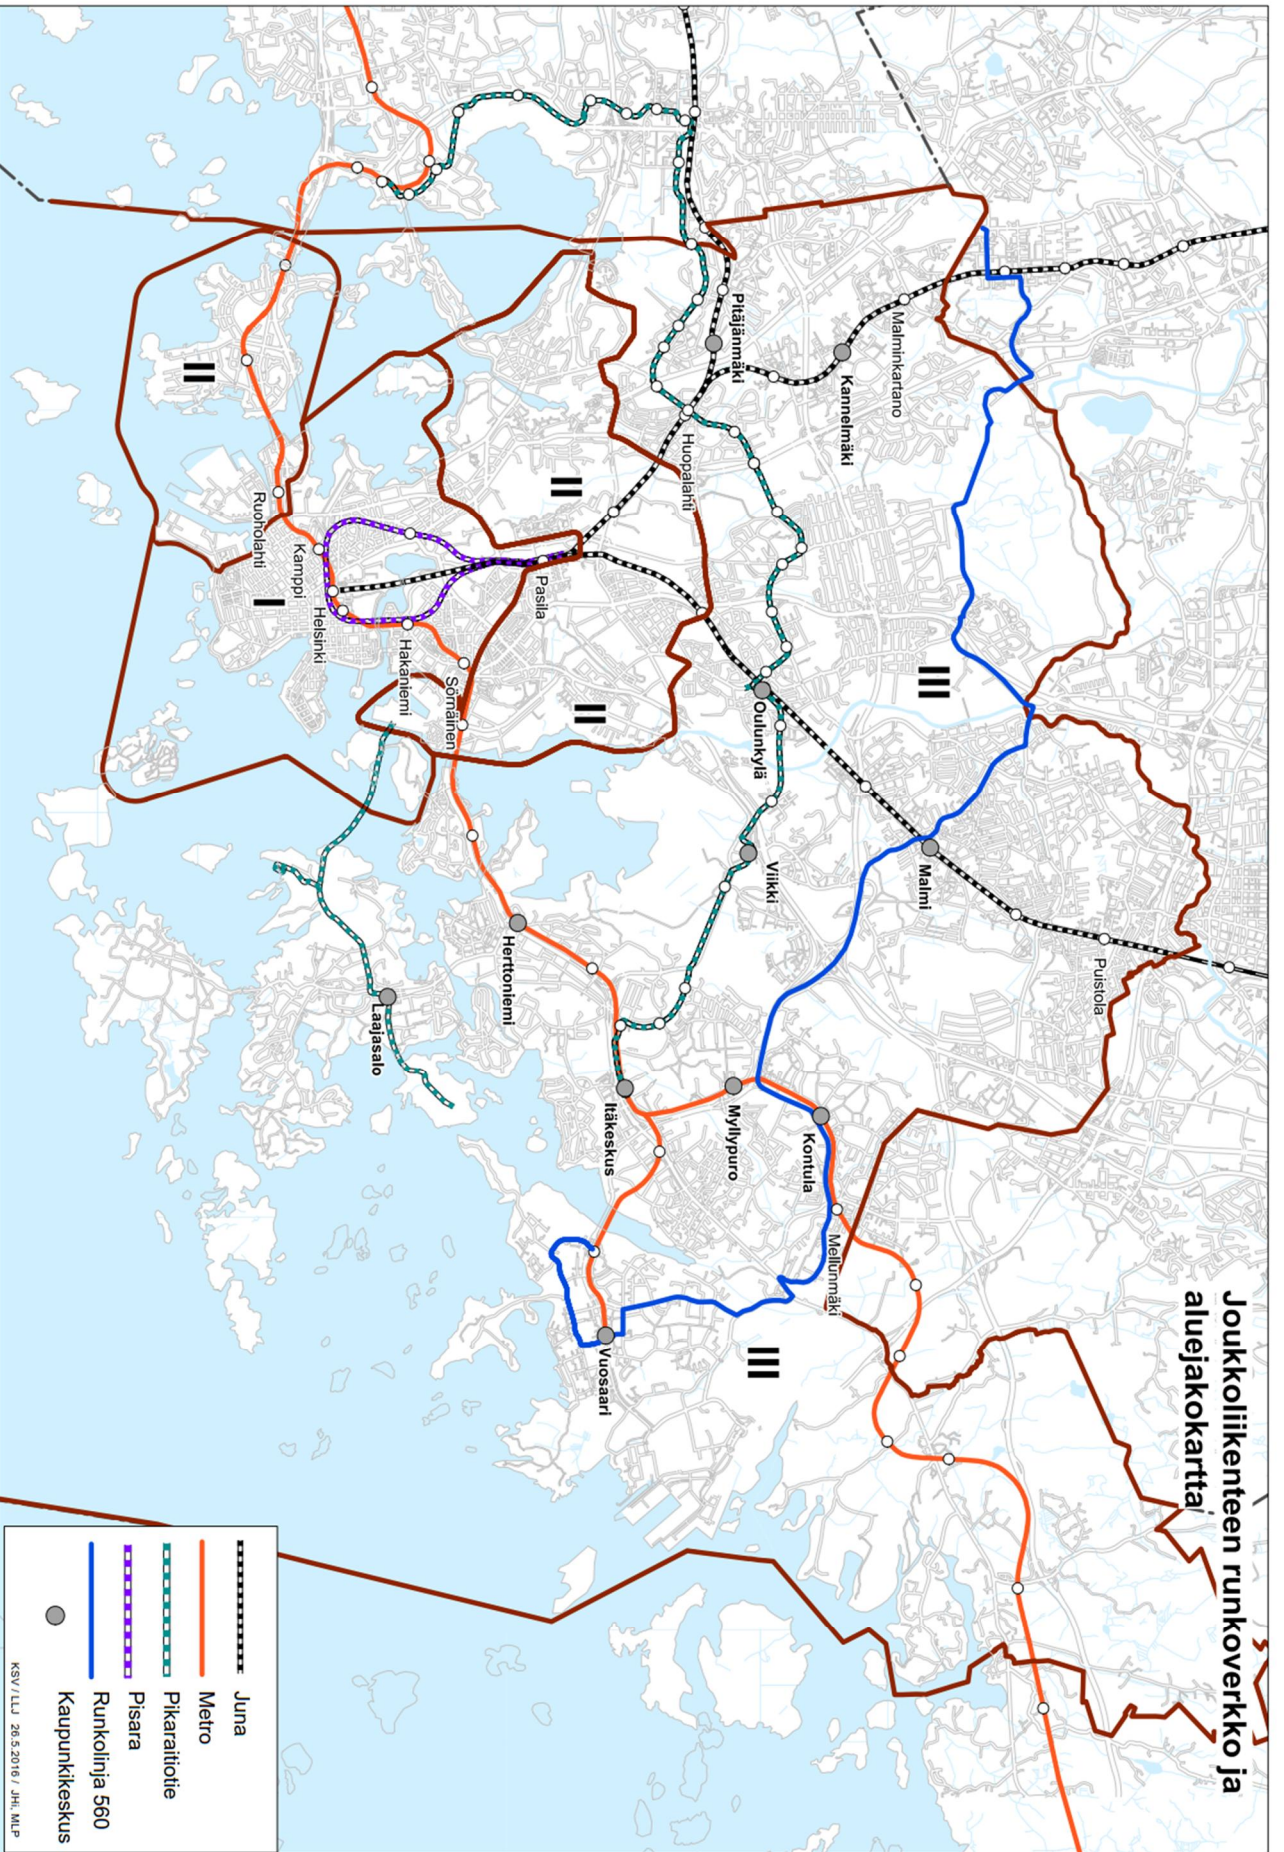 Joukkoliikenteen runkoverkko ja
aluejakokartta
Malminkartano
Kannelmäki
Pitäjänmäki
Huopalahti
Puistola
Malmi
Oulunkylä
Viikki
Pasila
Ruoholahti
Kamppi
Helsinki
Hakaniemi
Sörnäinen
Herttoniemi
Laajasalo
Itäkeskus
Myllypuro
Kontula
Mellunmäki
Vuosaari
I
II
II
II
III
III
Juna
Metro
Pikaraitiotie
Pisara
Runkolinja 560
Kaupunkikeskus
KSV / LLJ 26.5.2016 / JHi, MLP